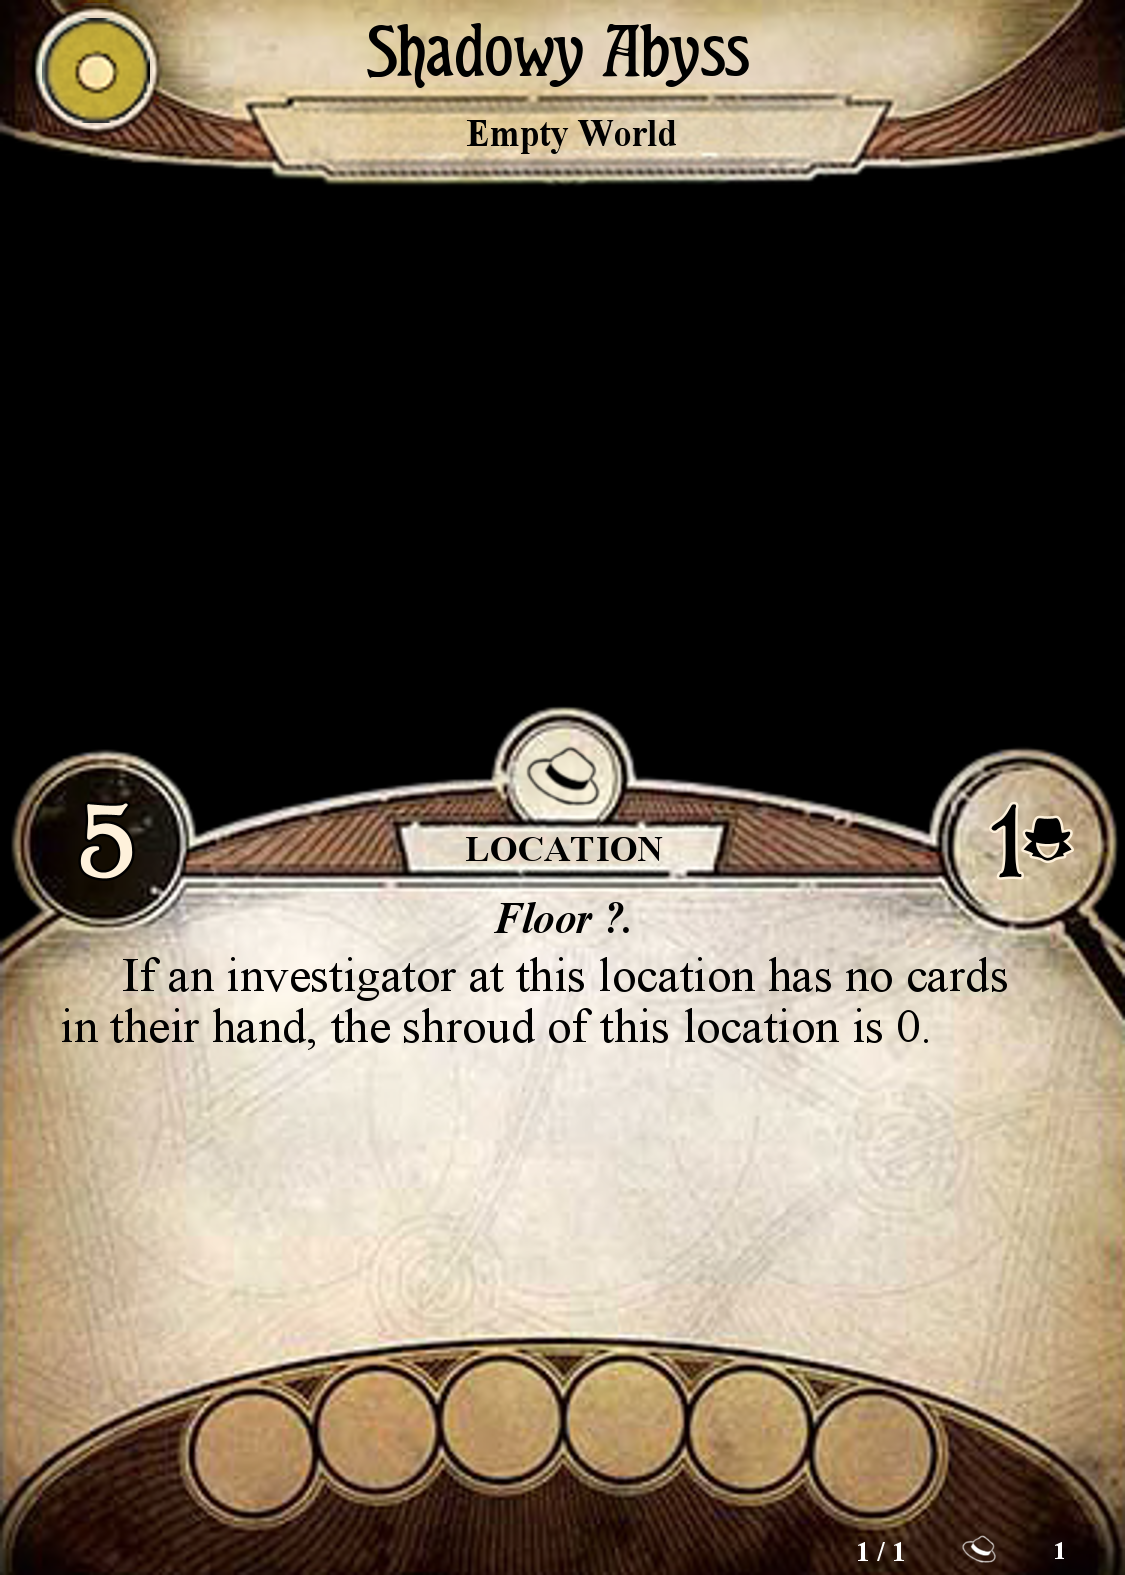 Shadowy Abyss
Empty World
5
LOCATION
1
Floor ?.
If an investigator at this location has no cards
in their hand, the shroud of this location is 0.
1 / 1
1